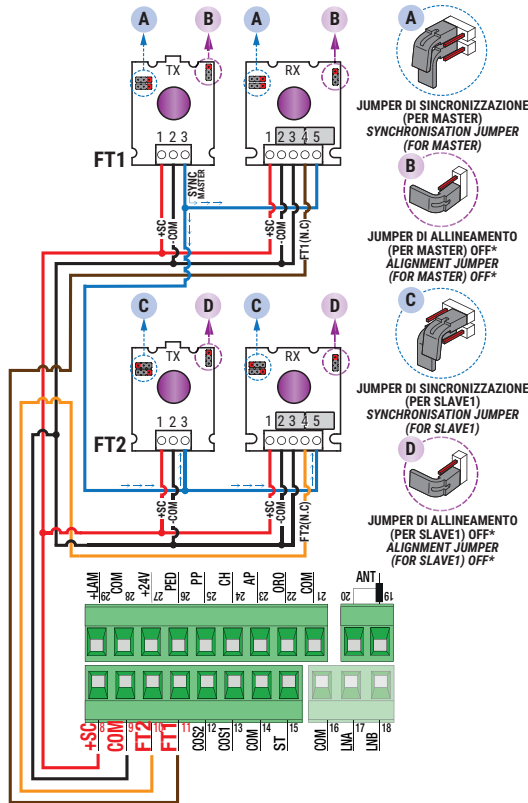 A
B
A
B
A
TX
RX
1 2 3
1 2 3 4 5
FT1
SYNC
MASTER
+SC
-COM
+SC
-COM
FT1(N.C)
JUMPER DI SINCRONIZZAZIONE
(PER MASTER)
SYNCHRONISATION JUMPER
(FOR MASTER)
B
JUMPER DI ALLINEAMENTO
(PER MASTER) OFF*
ALIGNMENT JUMPER
(FOR MASTER) OFF*
C
D
C
D
C
TX
RX
1 2 3
1 2 3 4 5
FT2
+SC
-COM
+SC
-COM
FT2(N.C)
JUMPER DI SINCRONIZZAZIONE
(PER SLAVE1)
SYNCHRONISATION JUMPER
(FOR SLAVE1)
D
JUMPER DI ALLINEAMENTO
(PER SLAVE1) OFF*
ALIGNMENT JUMPER
(FOR SLAVE1) OFF*
+LAM 29
COM 28
+24V 27
PED 26
PP 25
CH 24
AP 23
ORO 22
COM 21
ANT
20
19
+SC 8
COM 9
FT2 10
FT1 11
COS2 12
COS1 13
COM 14
ST 15
COM 16
LNA 17
LNB 18